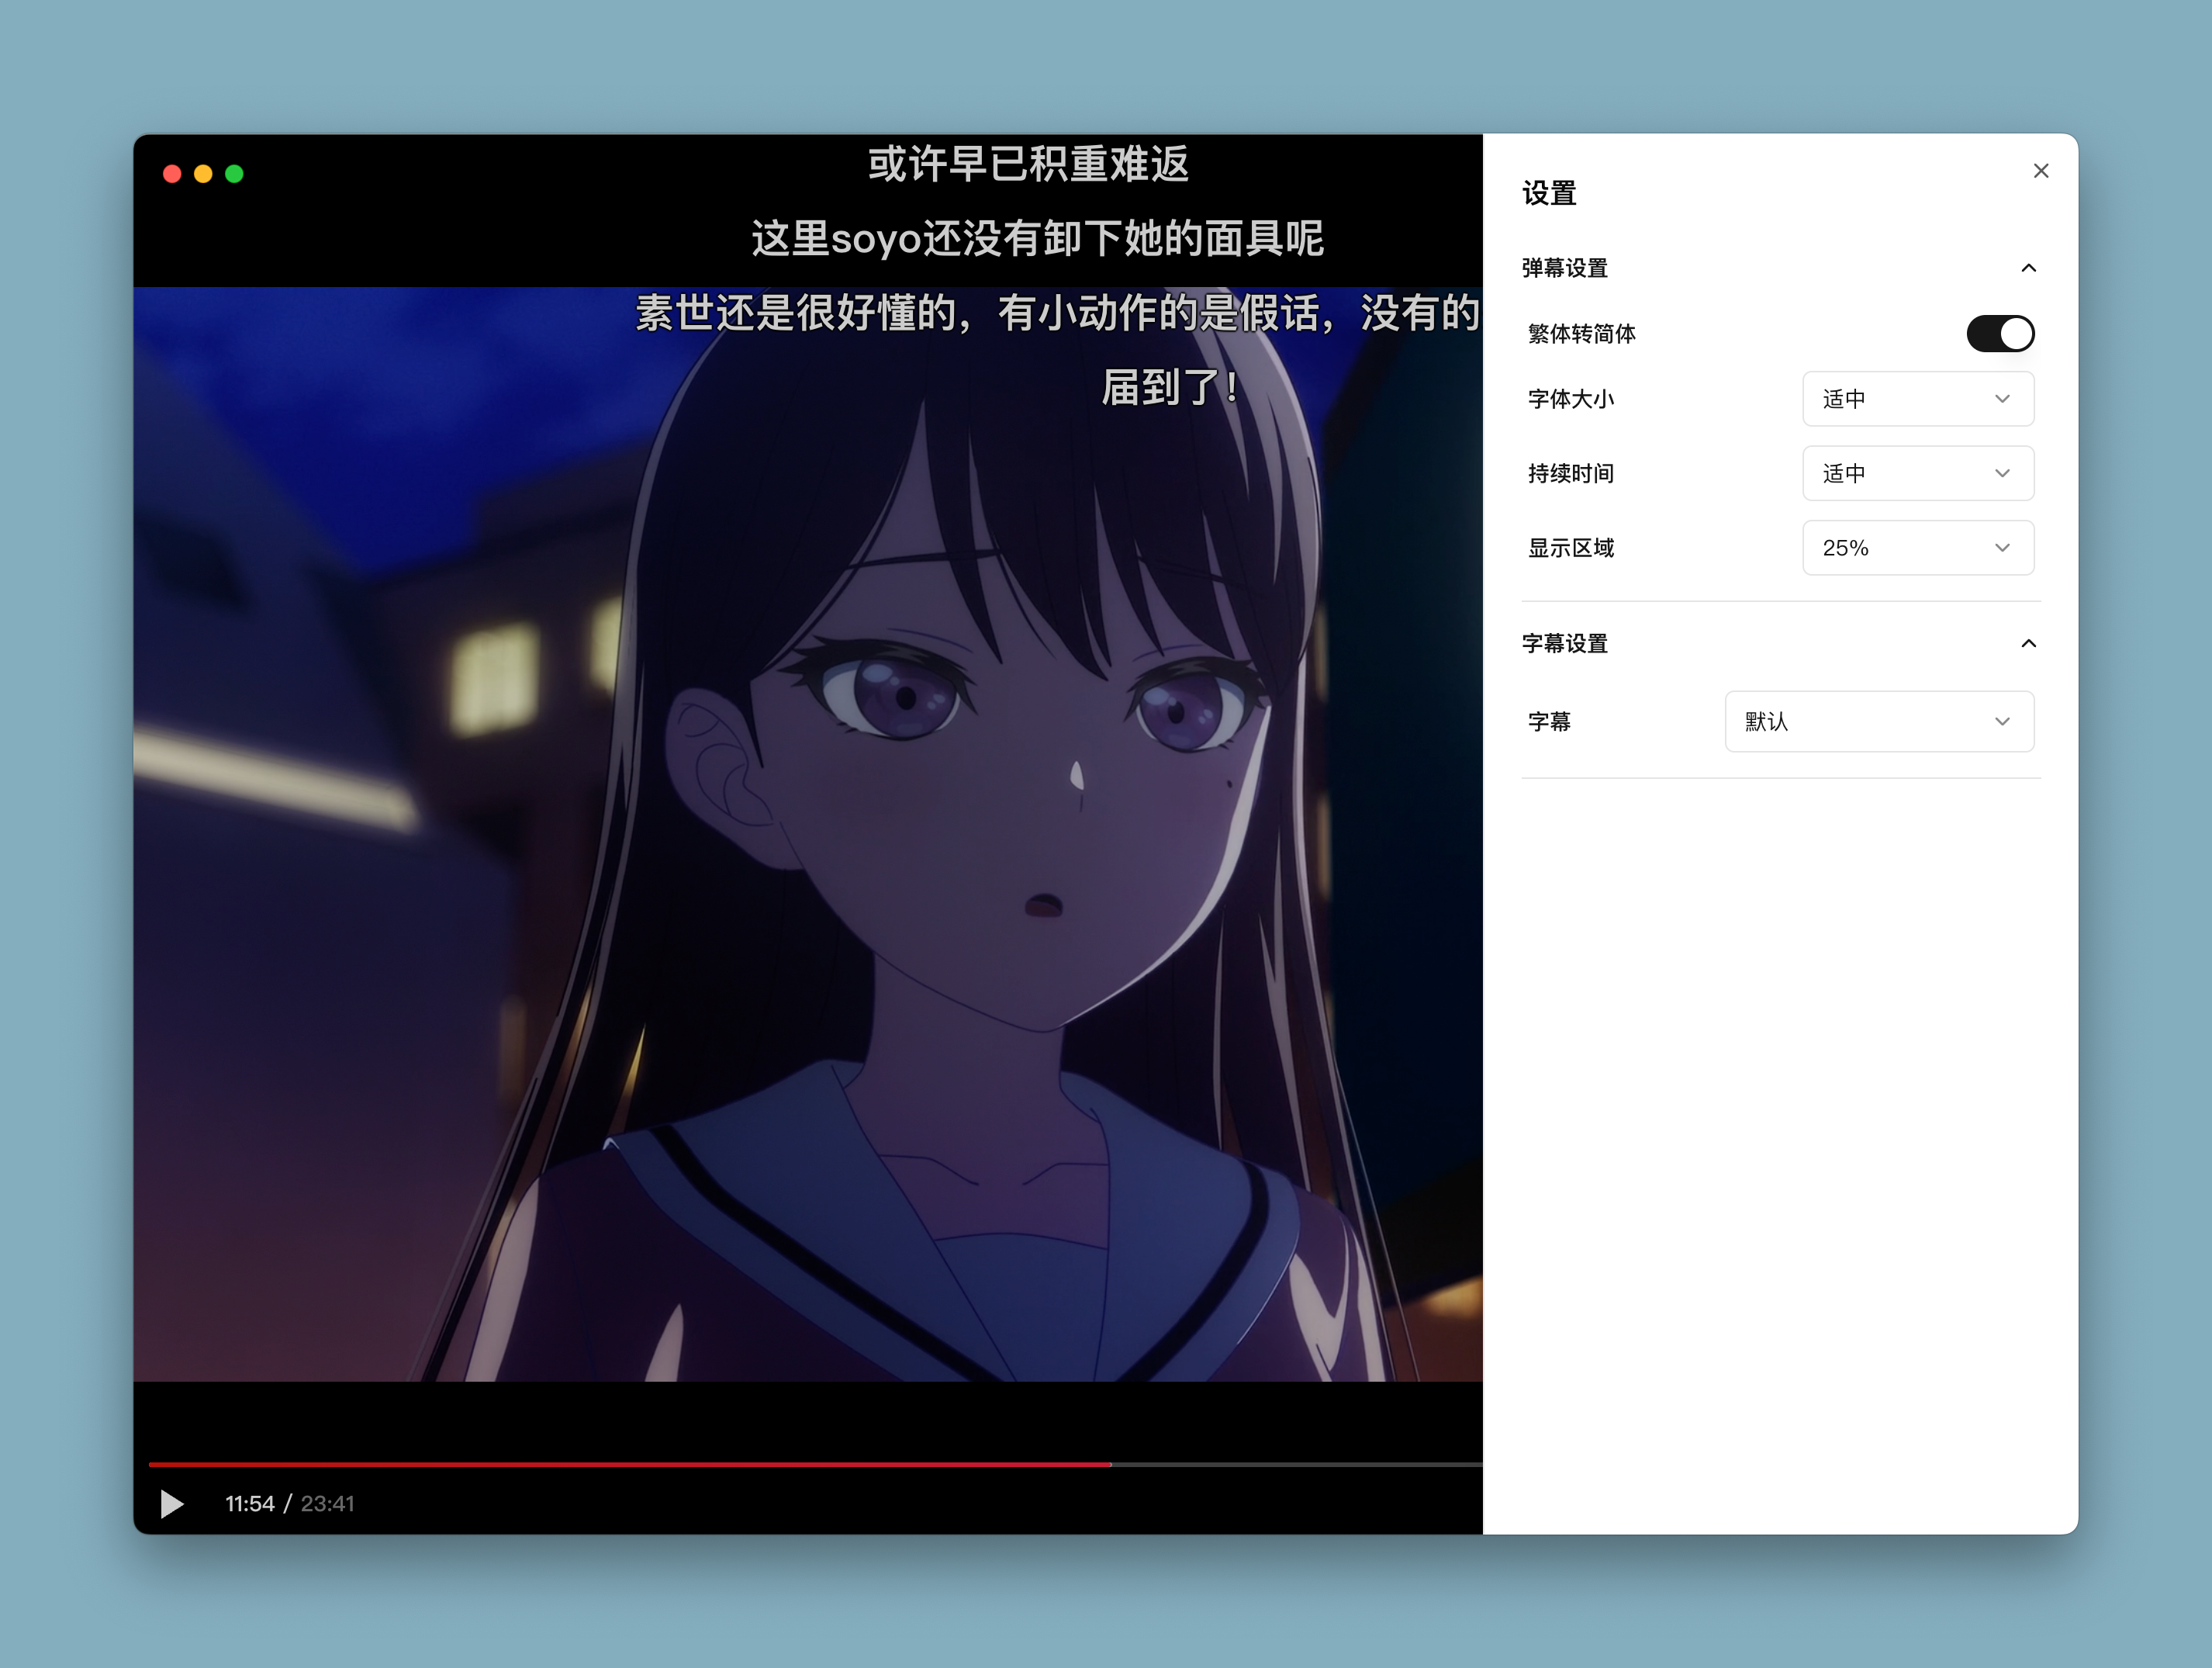 或许早已积重难返
这里soyo还没有卸下她的面具呢
素世还是很好懂的，有小动作的是假话，没有的
届到了！
11:54 / 23:41
设置
弹幕设置
繁体转简体
字体大小 适中
持续时间 适中
显示区域 25%
字幕设置
字幕 默认